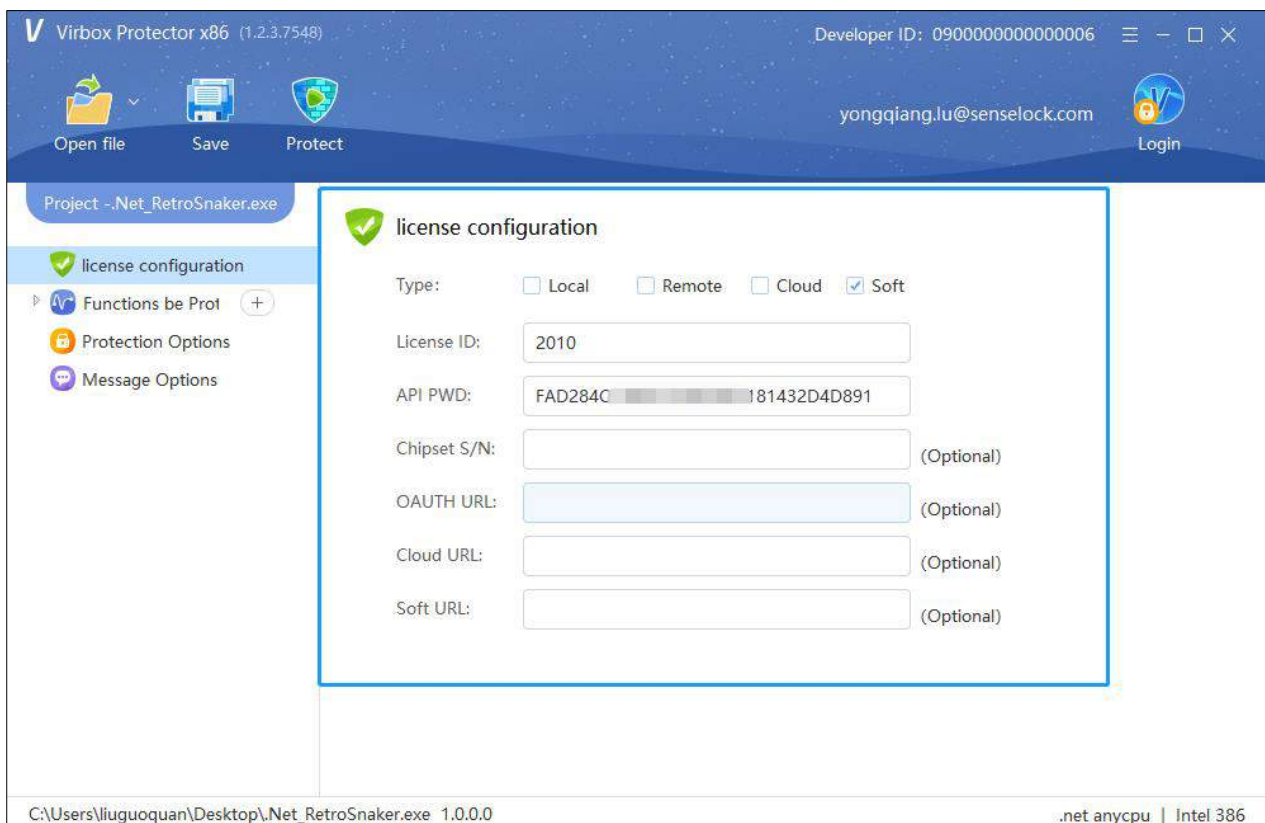 V Virbox Protector x86 (1.2.3.7548)
Developer ID: 0900000000000006
Open file
Save
Protect
yongqiang.lu@senselock.com
Login
Project -.Net_RetroSnaker.exe
license configuration
Functions be Prot
Protection Options
Message Options
license configuration
Type: Local Remote Cloud Soft
License ID: 2010
API PWD: FAD284C 181432D4D891
Chipset S/N: (Optional)
OAUTH URL: (Optional)
Cloud URL: (Optional)
Soft URL: (Optional)
C:\Users\liuguoquan\Desktop\.Net_RetroSnaker.exe 1.0.0.0
.net anycpu | Intel 386